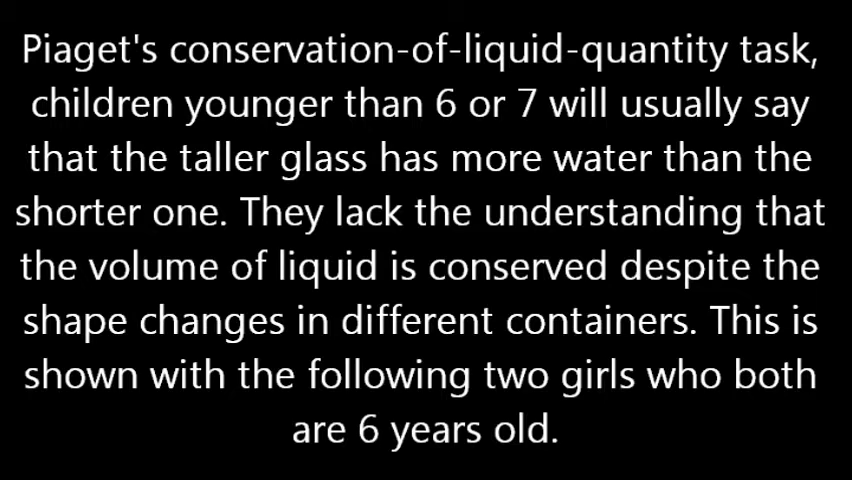 Piaget's conservation-of-liquid-quantity task,
children younger than 6 or 7 will usually say
that the taller glass has more water than the
shorter one. They lack the understanding that
the volume of liquid is conserved despite the
shape changes in different containers. This is
shown with the following two girls who both
are 6 years old.